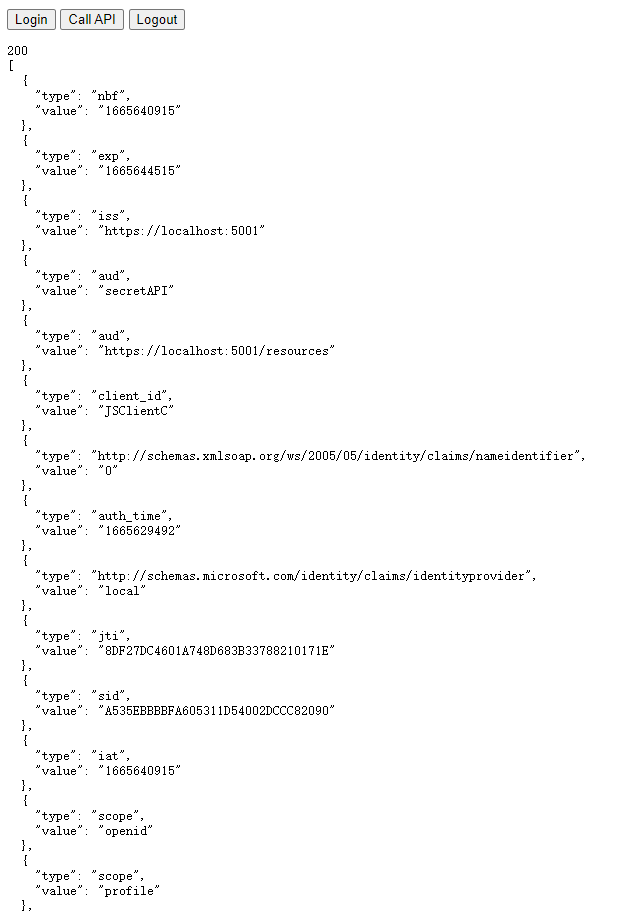 Login Call API Logout
200
[
  {
    "type": "nbf",
    "value": "1665640915"
  },
  {
    "type": "exp",
    "value": "1665644515"
  },
  {
    "type": "iss",
    "value": "https://localhost:5001"
  },
  {
    "type": "aud",
    "value": "secretAPI"
  },
  {
    "type": "aud",
    "value": "https://localhost:5001/resources"
  },
  {
    "type": "client_id",
    "value": "JSClientC"
  },
  {
    "type": "http://schemas.xmlsoap.org/ws/2005/05/identity/claims/nameidentifier",
    "value": "0"
  },
  {
    "type": "auth_time",
    "value": "1665629492"
  },
  {
    "type": "http://schemas.microsoft.com/identity/claims/identityprovider",
    "value": "local"
  },
  {
    "type": "jti",
    "value": "8DF27DC4601A748D683B33788210171E"
  },
  {
    "type": "sid",
    "value": "A535EBBBBFA605311D54002DCCC82090"
  },
  {
    "type": "iat",
    "value": "1665640915"
  },
  {
    "type": "scope",
    "value": "openid"
  },
  {
    "type": "scope",
    "value": "profile"
  },